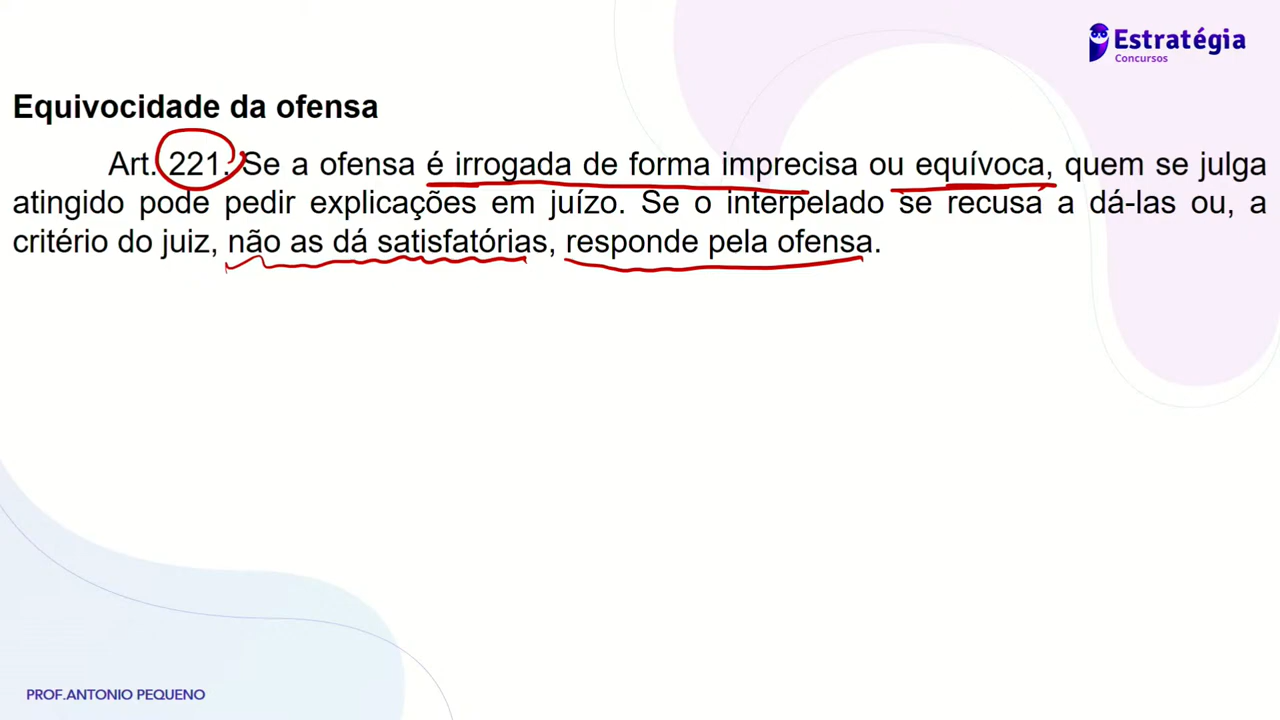 Estratégia
Concursos
Equivocidade da ofensa
Art. 221. Se a ofensa é irrogada de forma imprecisa ou equívoca, quem se julga
atingido pode pedir explicações em juízo. Se o interpelado se recusa a dá-las ou, a
critério do juiz, não as dá satisfatórias, responde pela ofensa.
PROF.ANTONIO PEQUENO